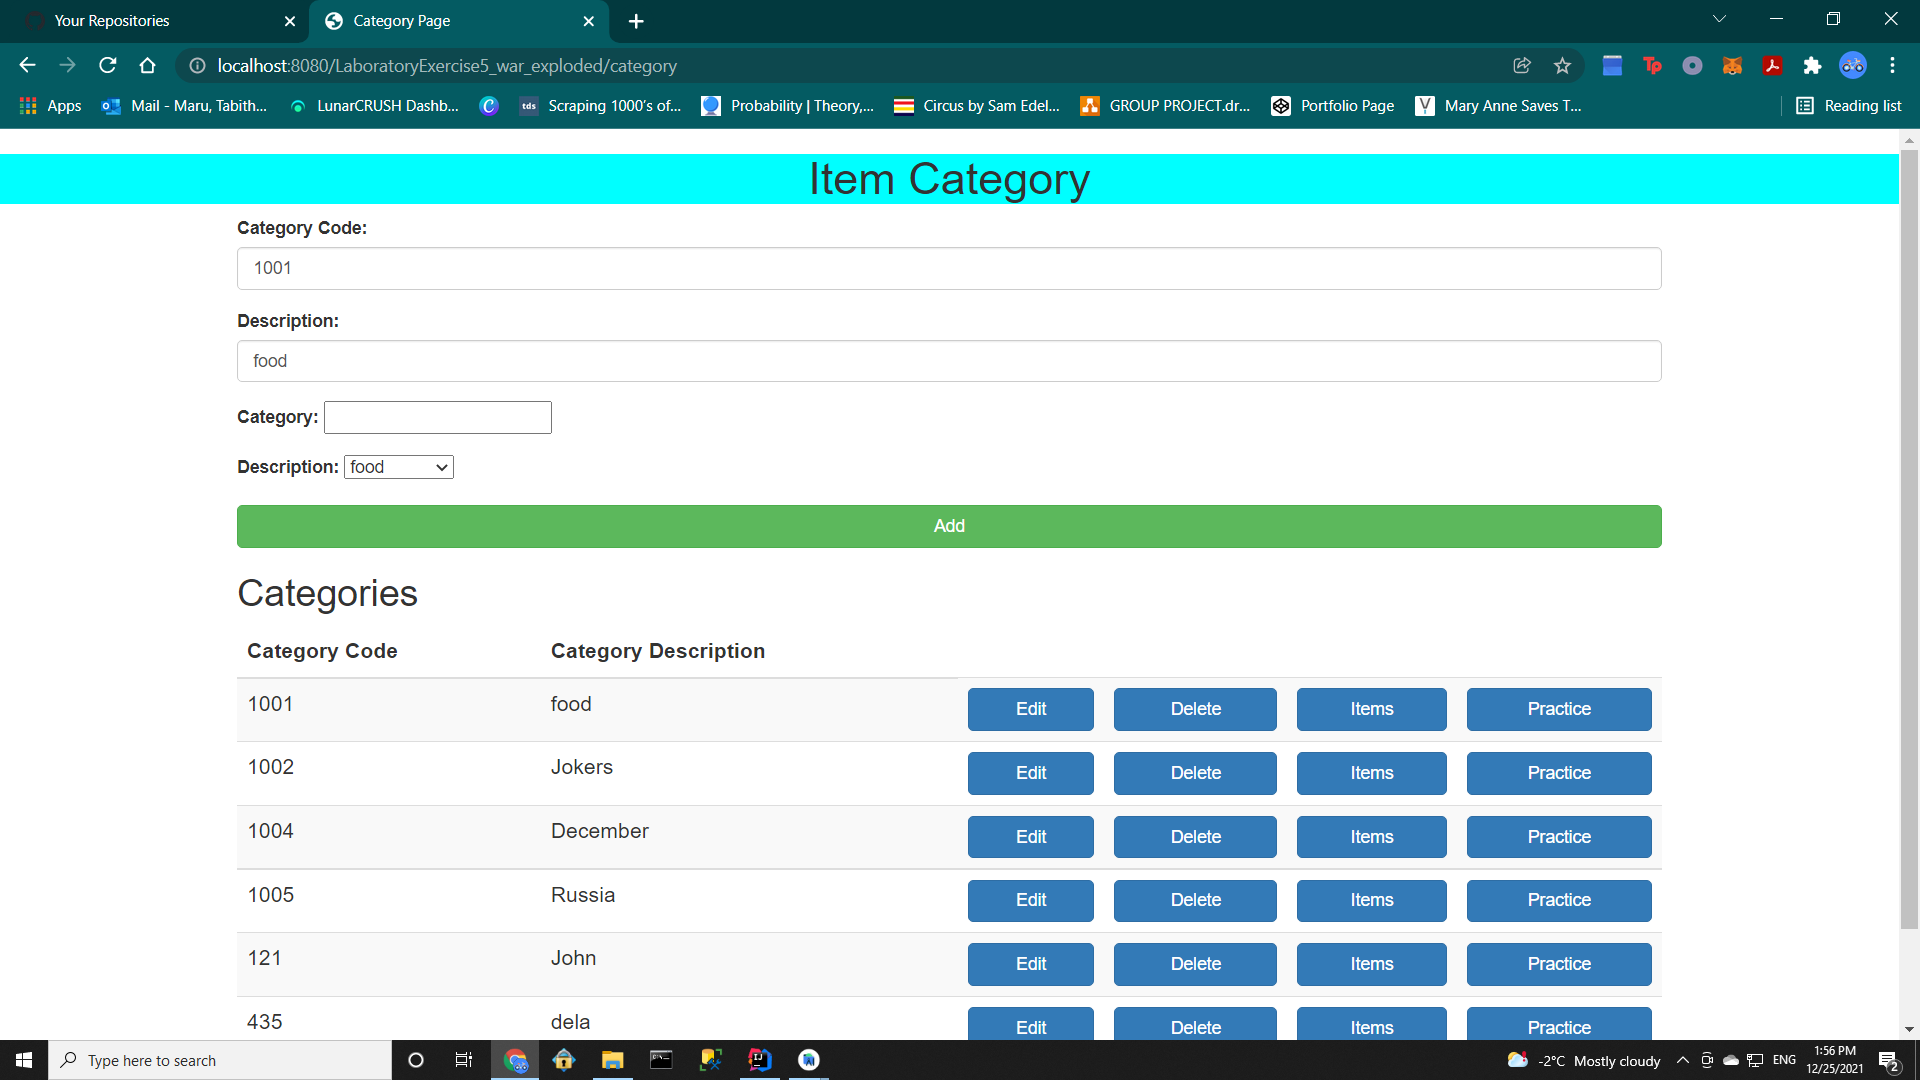 Your Repositories
Category Page
localhost:8080/LaboratoryExercise5_war_exploded/category
Apps
Mail - Maru, Tabith...
LunarCRUSH Dashb...
tds Scraping 1000's of...
Probability | Theory,...
Circus by Sam Edel...
GROUP PROJECT.dr...
Portfolio Page
Mary Anne Saves T...
Reading list
Item Category
Category Code:
1001
Description:
food
Category:
Description: food
Add
Categories
Category Code Category Description
1001 food Edit Delete Items Practice
1002 Jokers Edit Delete Items Practice
1004 December Edit Delete Items Practice
1005 Russia Edit Delete Items Practice
121 John Edit Delete Items Practice
435 dela Edit Delete Items Practice
Type here to search
-2°C Mostly cloudy
ENG
1:56 PM
12/25/2021
2